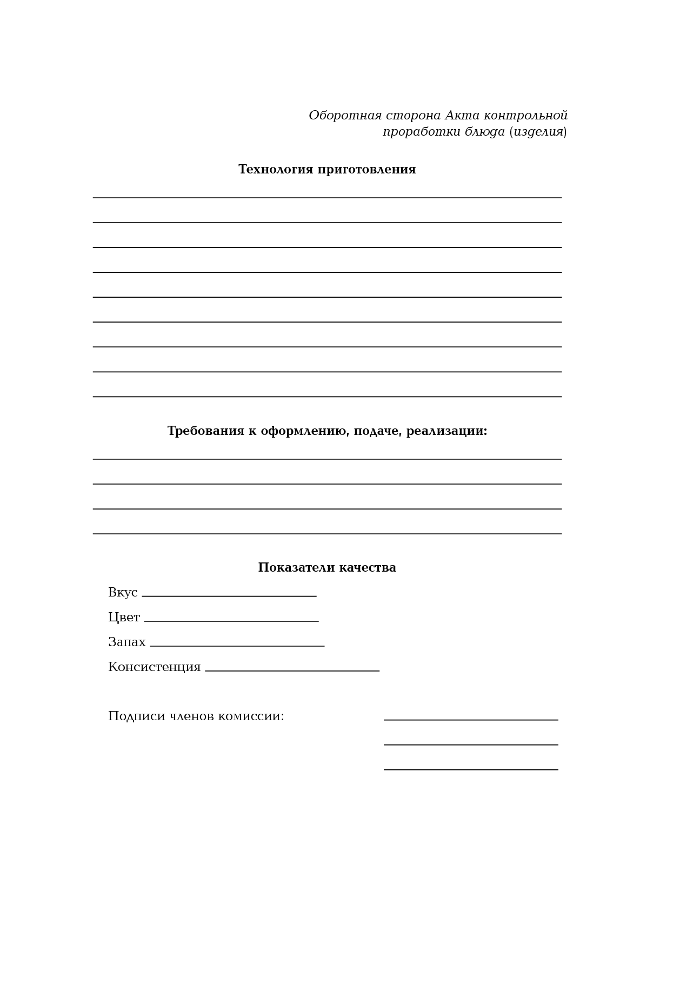 Оборотная сторона Акта контрольной
проработки блюда (изделия)
Технология приготовления
Требования к оформлению, подаче, реализации:
Показатели качества
Вкус
Цвет
Запах
Консистенция
Подписи членов комиссии: